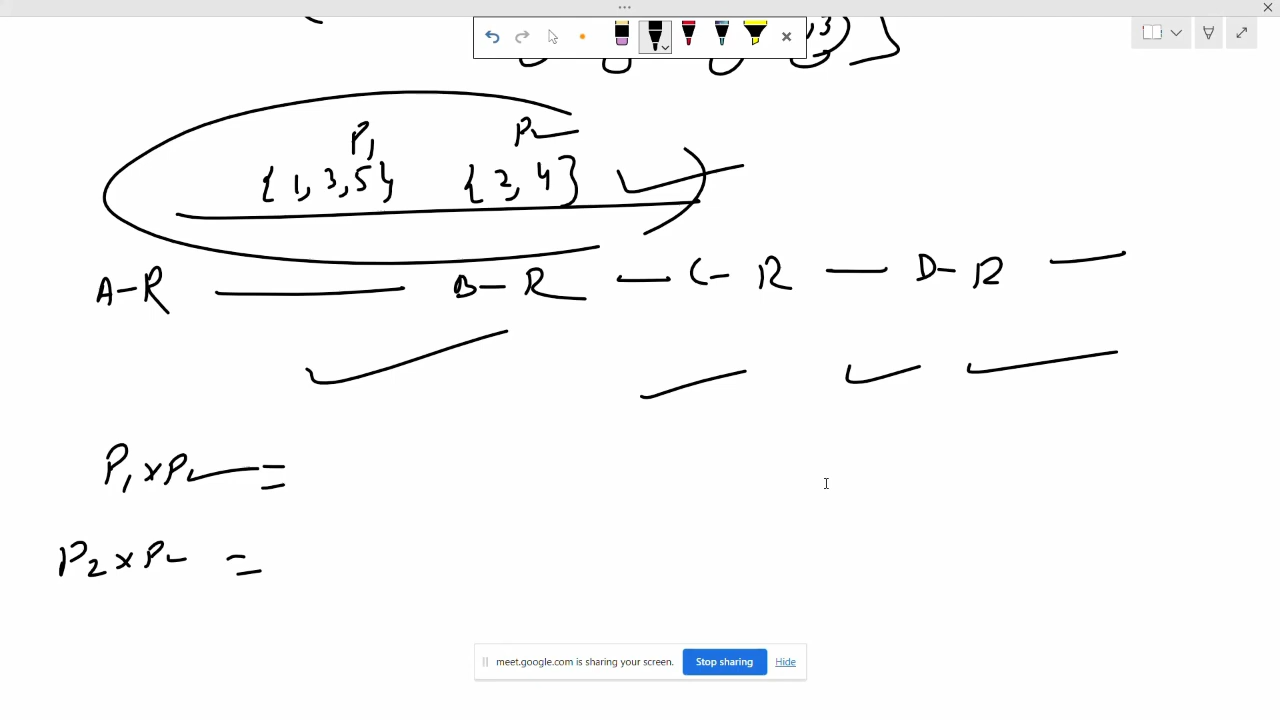 ,3)
P1 P2
{1, 3, 5} {2, 4}
A-R B-R C-R D-R
P1 x P2 =
P2 x P2 =
meet.google.com is sharing your screen. Stop sharing Hide